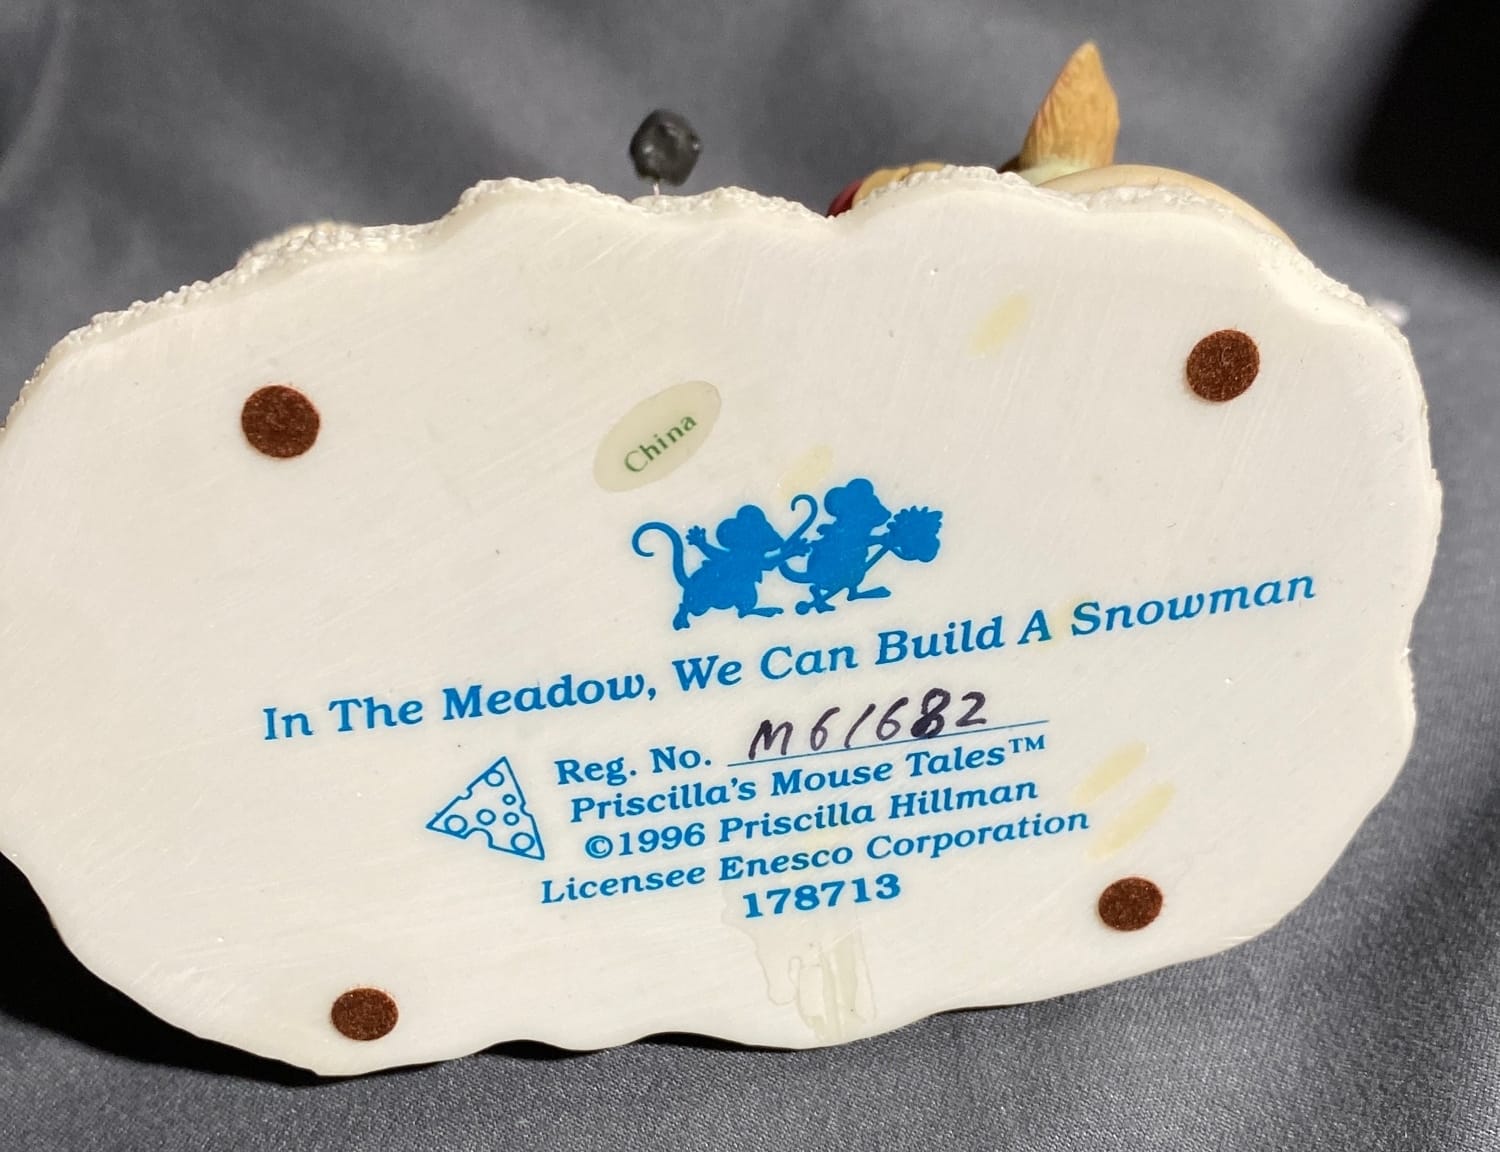 China
In The Meadow, We Can Build A Snowman
Reg. No. M61682
Priscilla's Mouse Tales™
©1996 Priscilla Hillman
Licensee Enesco Corporation
178713